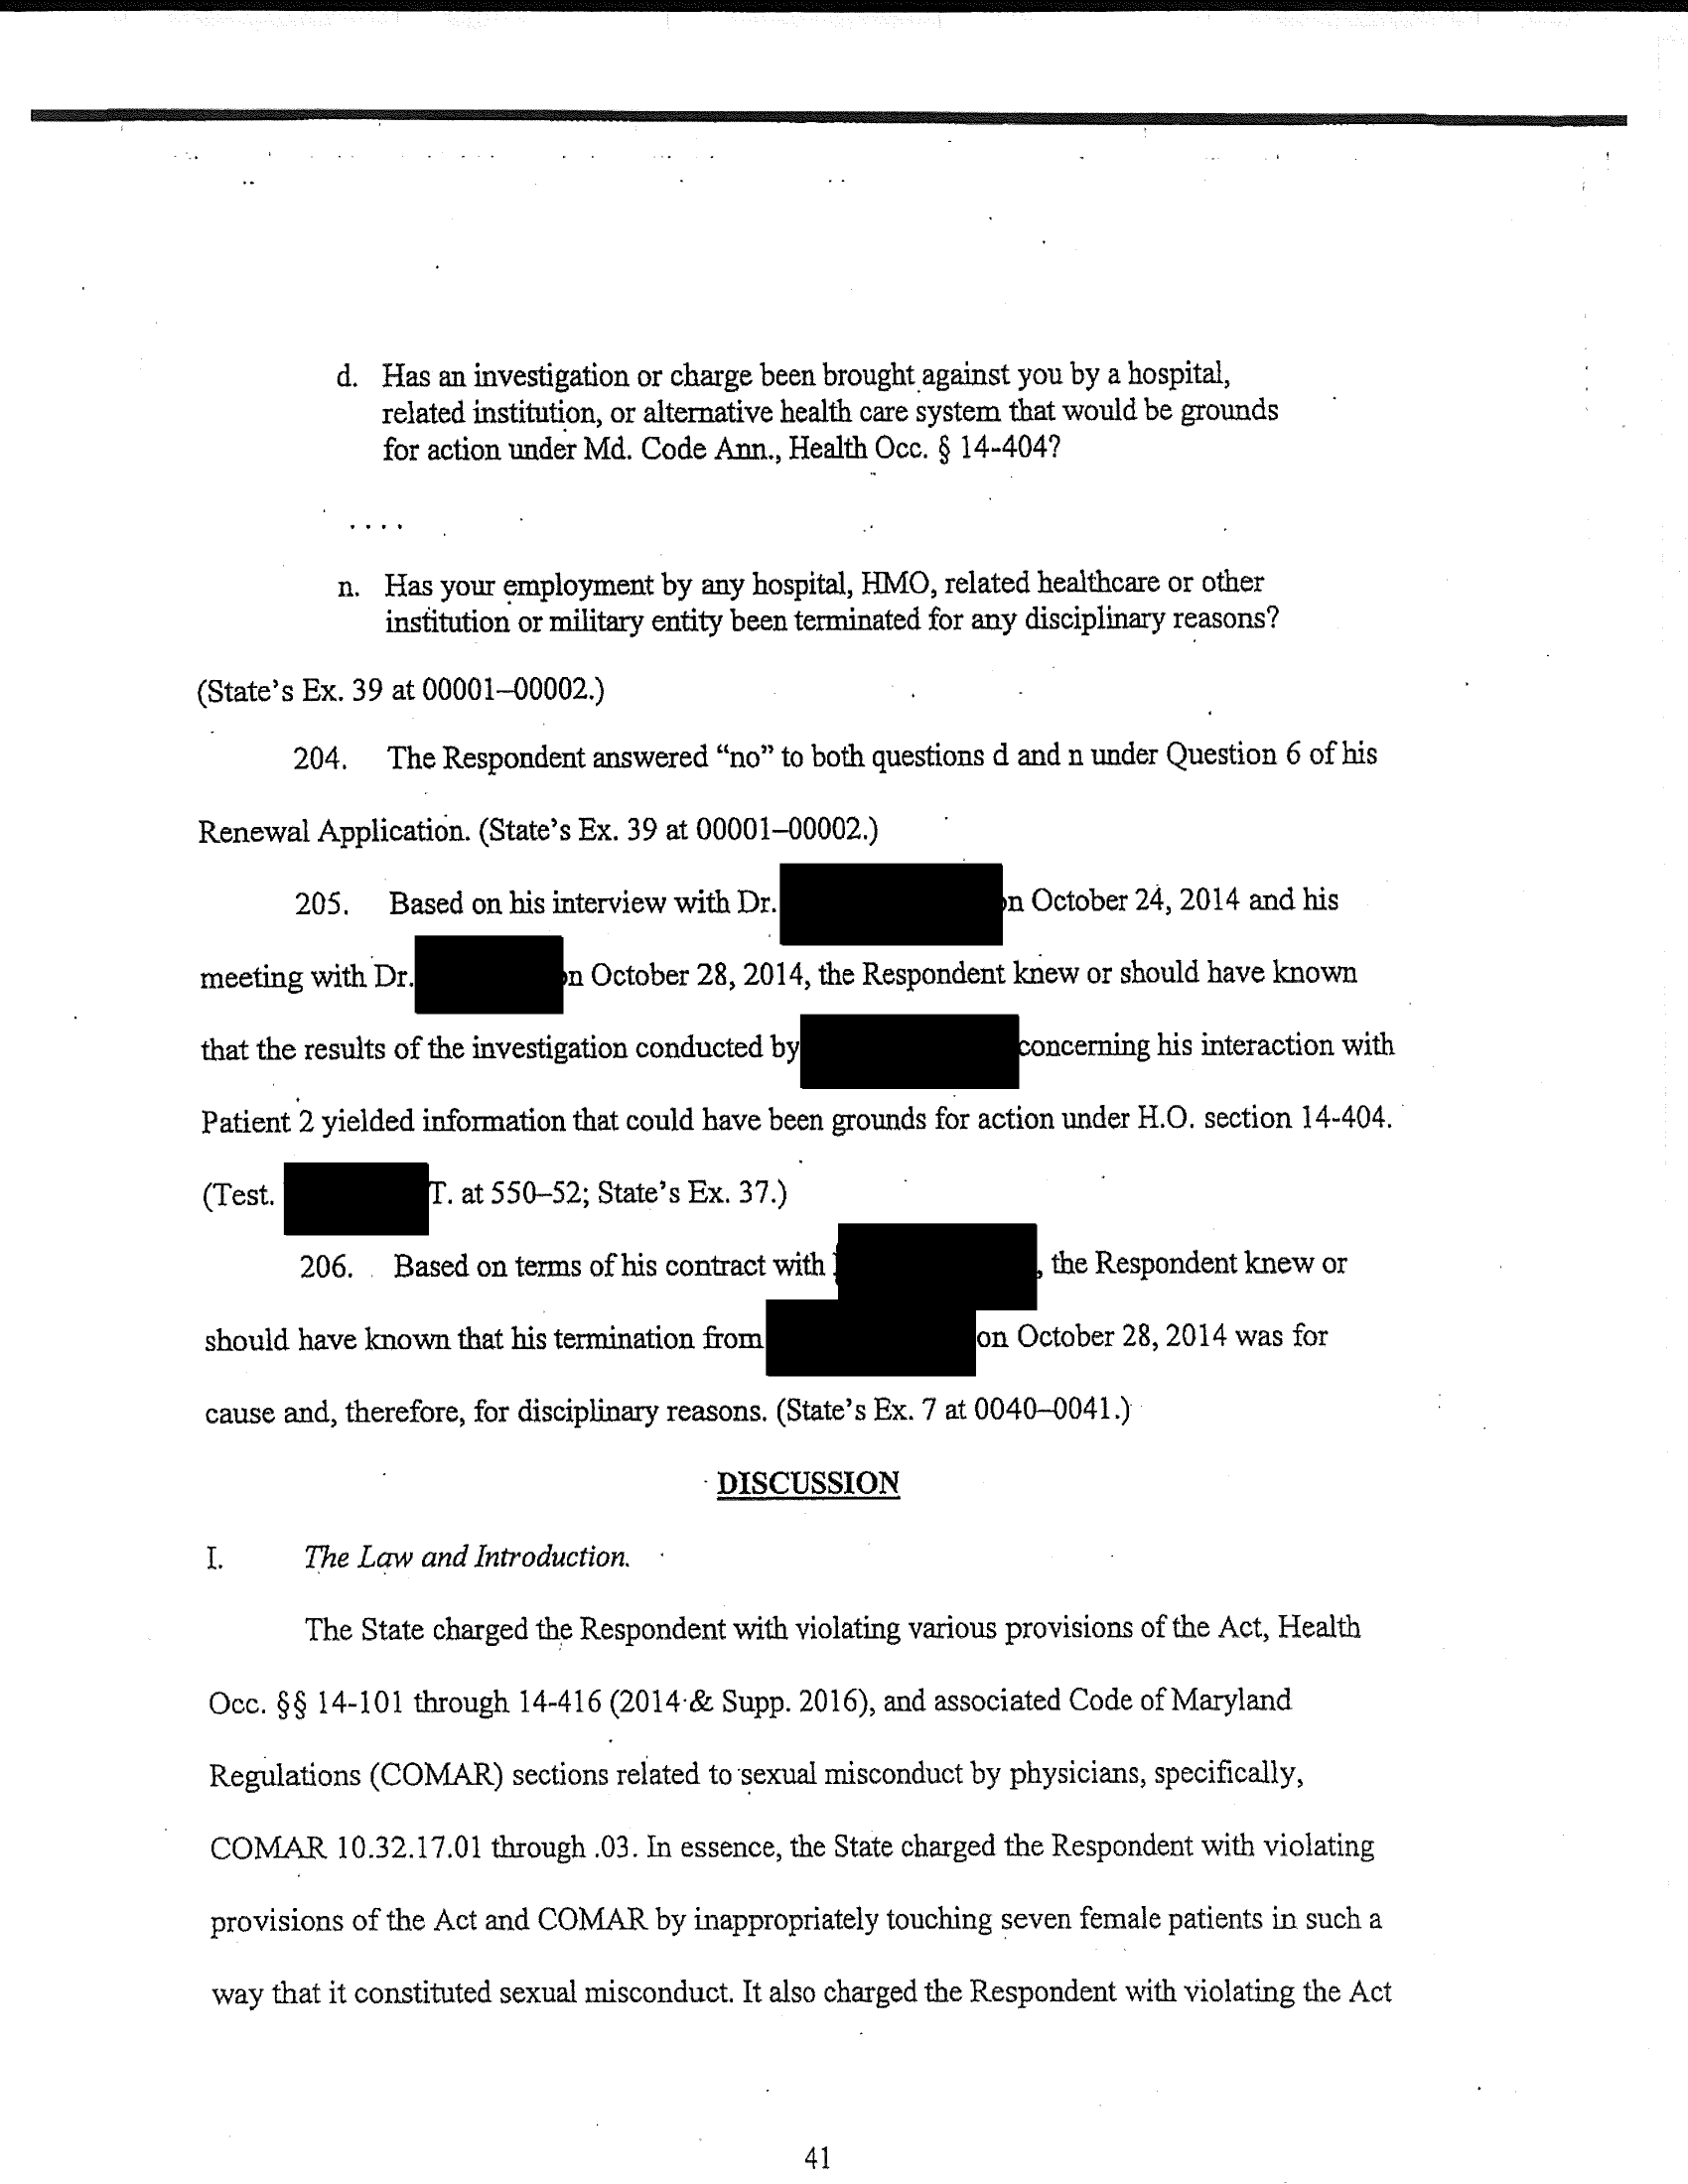 d. Has an investigation or charge been brought against you by a hospital,
related institution, or alternative health care system that would be grounds
for action under Md. Code Ann., Health Occ. § 14-404?
. . . .
n. Has your employment by any hospital, HMO, related healthcare or other
institution or military entity been terminated for any disciplinary reasons?
(State's Ex. 39 at 00001–00002.)
204. The Respondent answered “no” to both questions d and n under Question 6 of his
Renewal Application. (State's Ex. 39 at 00001–00002.)
205. Based on his interview with Dr. on October 24, 2014 and his
meeting with Dr. on October 28, 2014, the Respondent knew or should have known
that the results of the investigation conducted by concerning his interaction with
Patient 2 yielded information that could have been grounds for action under H.O. section 14-404.
(Test. T. at 550–52; State's Ex. 37.)
206. Based on terms of his contract with , the Respondent knew or
should have known that his termination from on October 28, 2014 was for
cause and, therefore, for disciplinary reasons. (State's Ex. 7 at 0040–0041.)
DISCUSSION
I. The Law and Introduction.
The State charged the Respondent with violating various provisions of the Act, Health
Occ. §§ 14-101 through 14-416 (2014 & Supp. 2016), and associated Code of Maryland
Regulations (COMAR) sections related to sexual misconduct by physicians, specifically,
COMAR 10.32.17.01 through .03. In essence, the State charged the Respondent with violating
provisions of the Act and COMAR by inappropriately touching seven female patients in such a
way that it constituted sexual misconduct. It also charged the Respondent with violating the Act
41